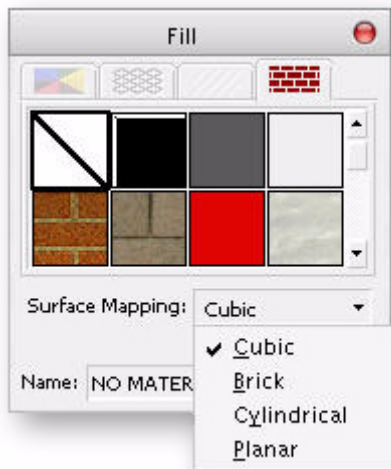 Fill
Surface Mapping: Cubic
Cubic
Brick
Name: NO MATER
Cylindrical
Planar